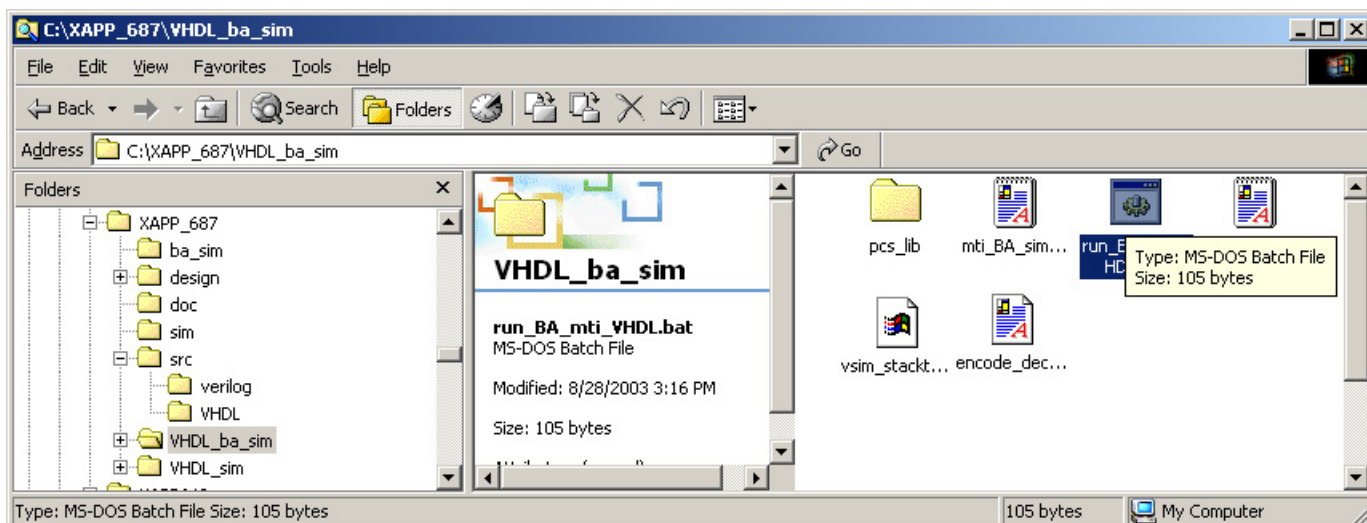 C:\XAPP_687\VHDL_ba_sim
File Edit View Favorites Tools Help
Back Search Folders
Address C:\XAPP_687\VHDL_ba_sim Go
Folders
XAPP_687
ba_sim
design
doc
sim
src
verilog
VHDL
VHDL_ba_sim
VHDL_sim
VHDL_ba_sim
run_BA_mti_VHDL.bat
MS-DOS Batch File
Modified: 8/28/2003 3:16 PM
Size: 105 bytes
pcs_lib mti_BA_sim...
Type: MS-DOS Batch File
Size: 105 bytes
vsim_stackt... encode_dec...
Type: MS-DOS Batch File Size: 105 bytes 105 bytes My Computer